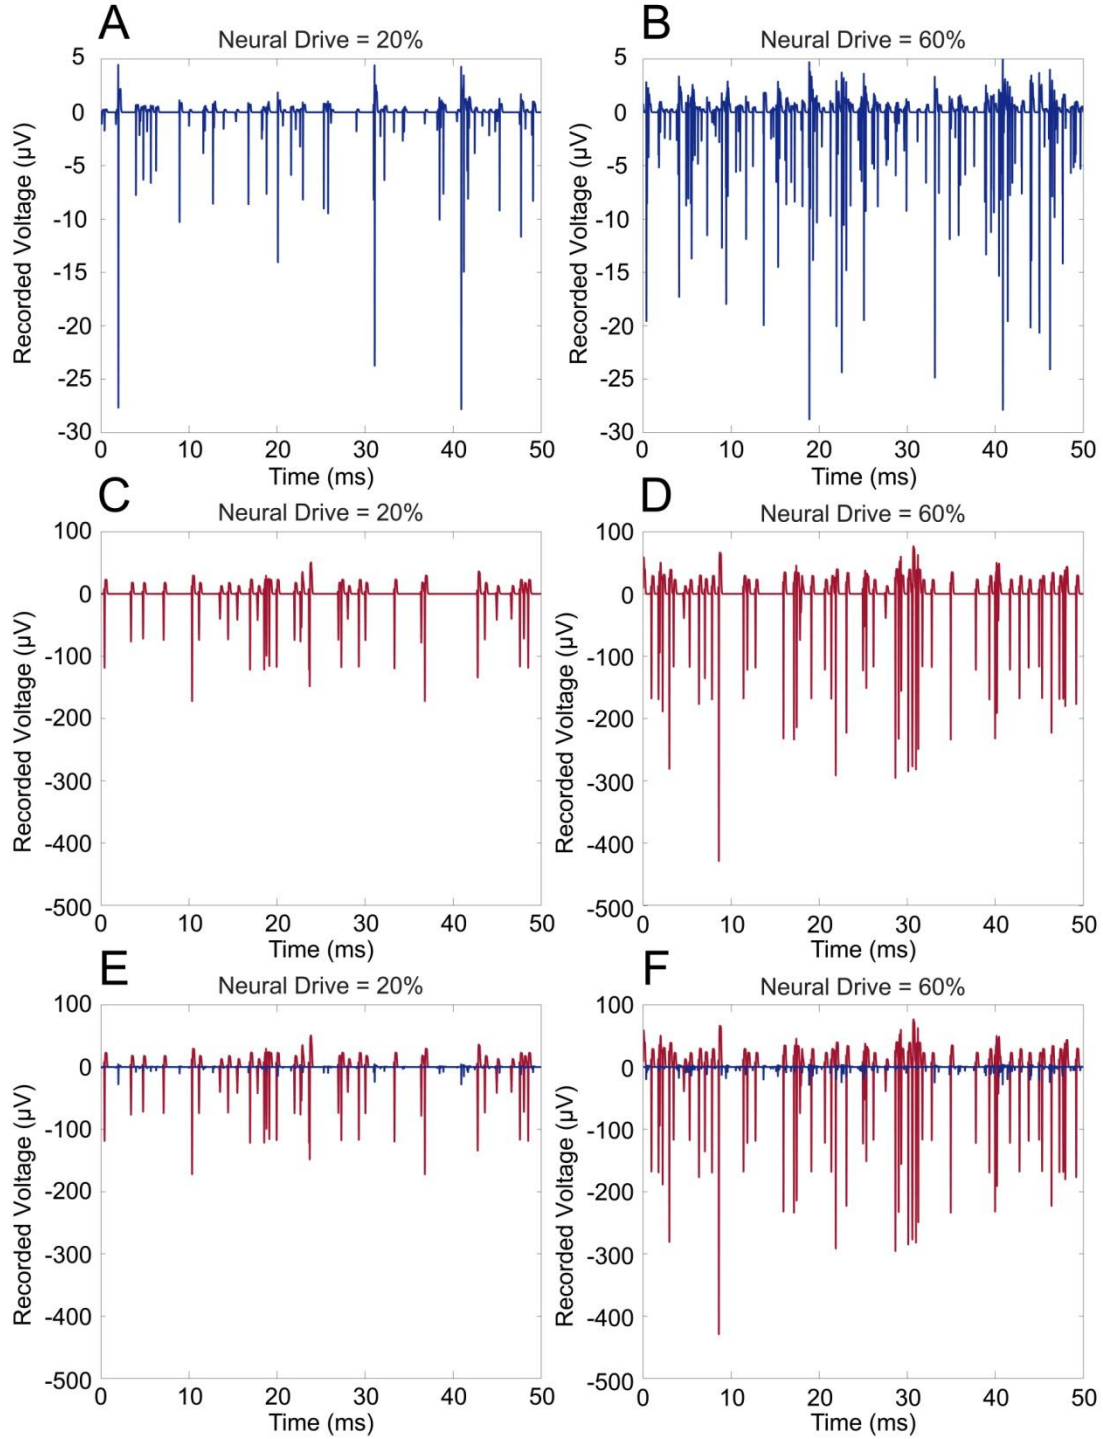 A
Neural Drive = 20%
Recorded Voltage (µV)
5
0
-5
-10
-15
-20
-25
-30
0 10 20 30 40 50
Time (ms)
B
Neural Drive = 60%
Recorded Voltage (µV)
5
0
-5
-10
-15
-20
-25
-30
0 10 20 30 40 50
Time (ms)
C
Neural Drive = 20%
Recorded Voltage (µV)
100
0
-100
-200
-300
-400
-500
0 10 20 30 40 50
Time (ms)
D
Neural Drive = 60%
Recorded Voltage (µV)
100
0
-100
-200
-300
-400
-500
0 10 20 30 40 50
Time (ms)
E
Neural Drive = 20%
Recorded Voltage (µV)
100
0
-100
-200
-300
-400
-500
0 10 20 30 40 50
Time (ms)
F
Neural Drive = 60%
Recorded Voltage (µV)
100
0
-100
-200
-300
-400
-500
0 10 20 30 40 50
Time (ms)